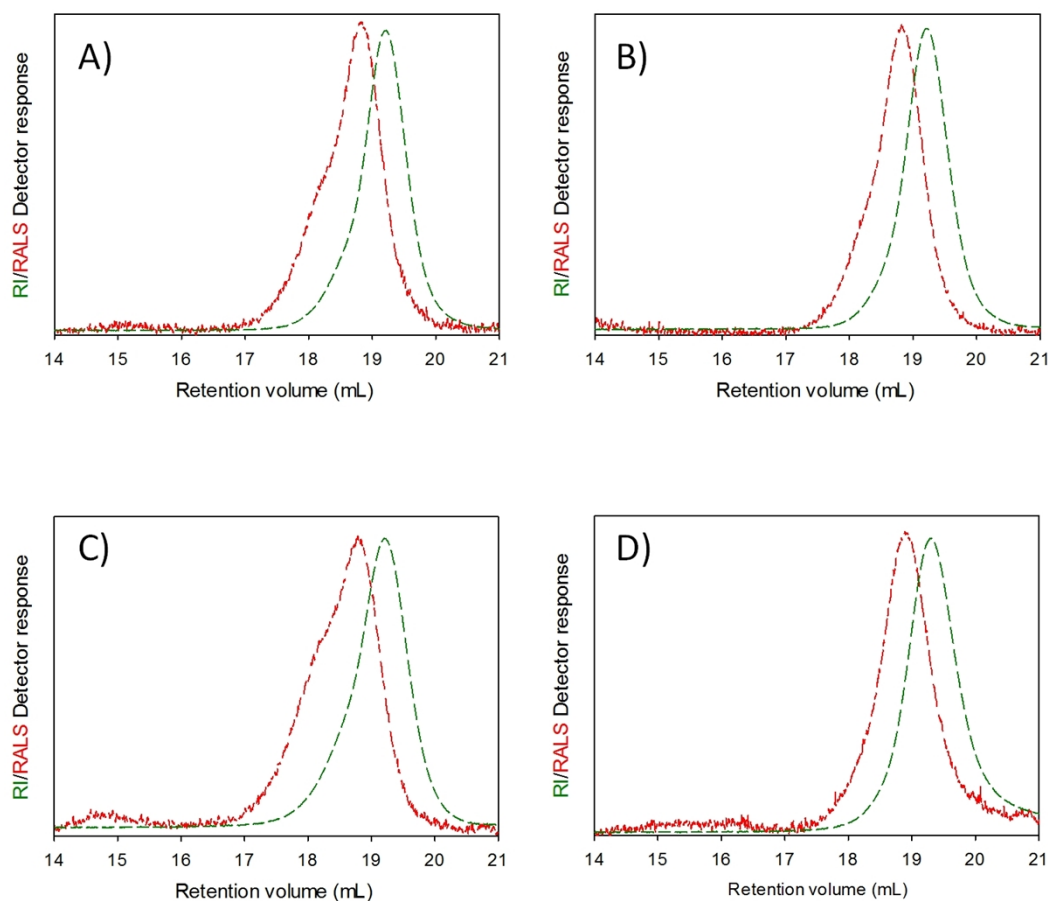 A)
RI/RALS Detector response
14 15 16 17 18 19 20 21
Retention volume (mL)
B)
RI/RALS Detector response
14 15 16 17 18 19 20 21
Retention volume (mL)
C)
RI/RALS Detector response
14 15 16 17 18 19 20 21
Retention volume (mL)
D)
RI/RALS Detector response
14 15 16 17 18 19 20 21
Retention volume (mL)